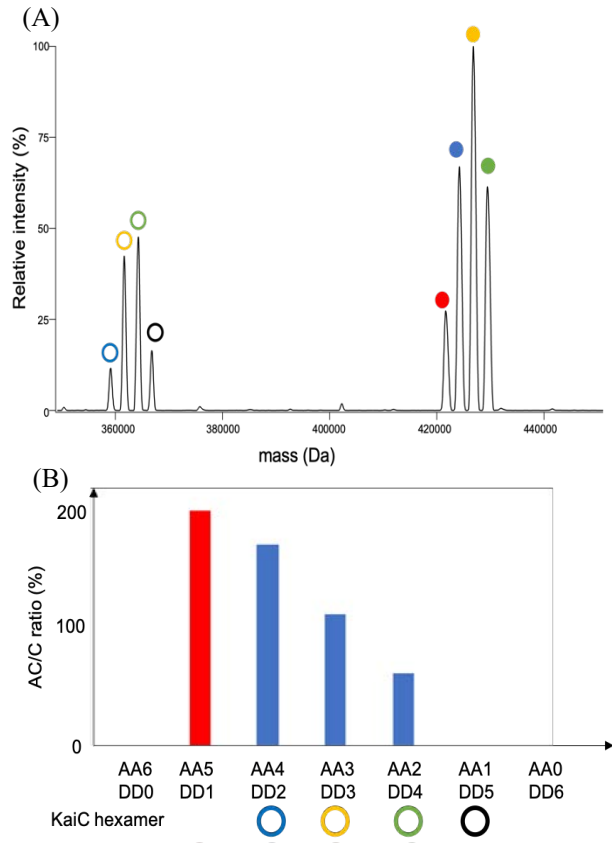 (A)
100
75
50
25
0
Relative intensity (%)
360000 380000 400000 420000 440000
mass (Da)
(B)
200
100
0
AC/C ratio (%)
AA6 AA5 AA4 AA3 AA2 AA1 AA0
DD0 DD1 DD2 DD3 DD4 DD5 DD6
KaiC hexamer